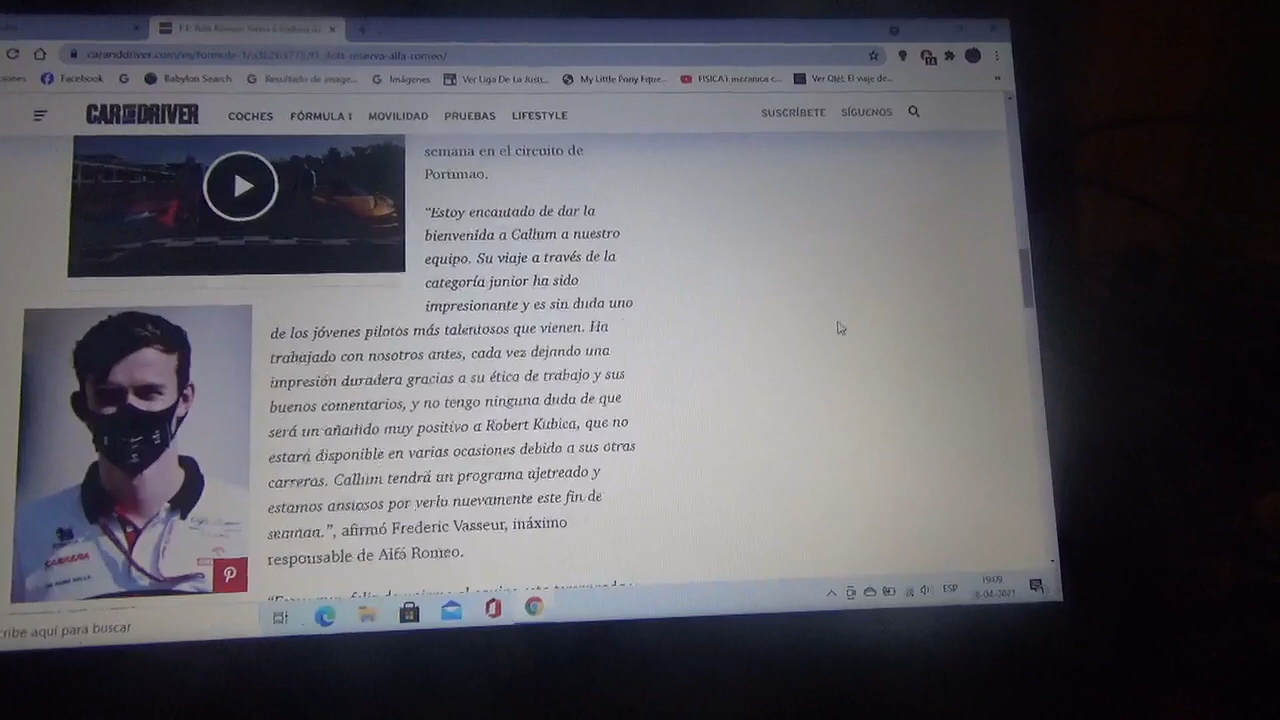 caranddriver.com/es/formula-1/
-reserva-alfa-romeo/
Facebook
Babylon Search
Resultado de image...
Imágenes
Ver Liga De La Just...
My Little Pony Eque...
FISICA I mecánica c...
Ver Olé!, El viaje de...
CAR AND DRIVER
COCHES
FÓRMULA 1
MOVILIDAD
PRUEBAS
LIFESTYLE
SUSCRÍBETE
SÍGUENOS
semana en el circuito de
Portimao.
“Estoy encantado de dar la
bienvenida a Callum a nuestro
equipo. Su viaje a través de la
categoría junior ha sido
impresionante y es sin duda uno
de los jóvenes pilotos más talentosos que vienen. Ha
trabajado con nosotros antes, cada vez dejando una
impresión duradera gracias a su ética de trabajo y sus
buenos comentarios, y no tengo ninguna duda de que
será un añadido muy positivo a Robert Kubica, que no
estará disponible en varias ocasiones debido a sus otras
carreras. Callum tendrá un programa ajetreado y
estamos ansiosos por verlo nuevamente este fin de
semana.”, afirmó Frederic Vasseur, máximo
responsable de Alfa Romeo.
CARRERA
cribe aquí para buscar
ESP
19:09